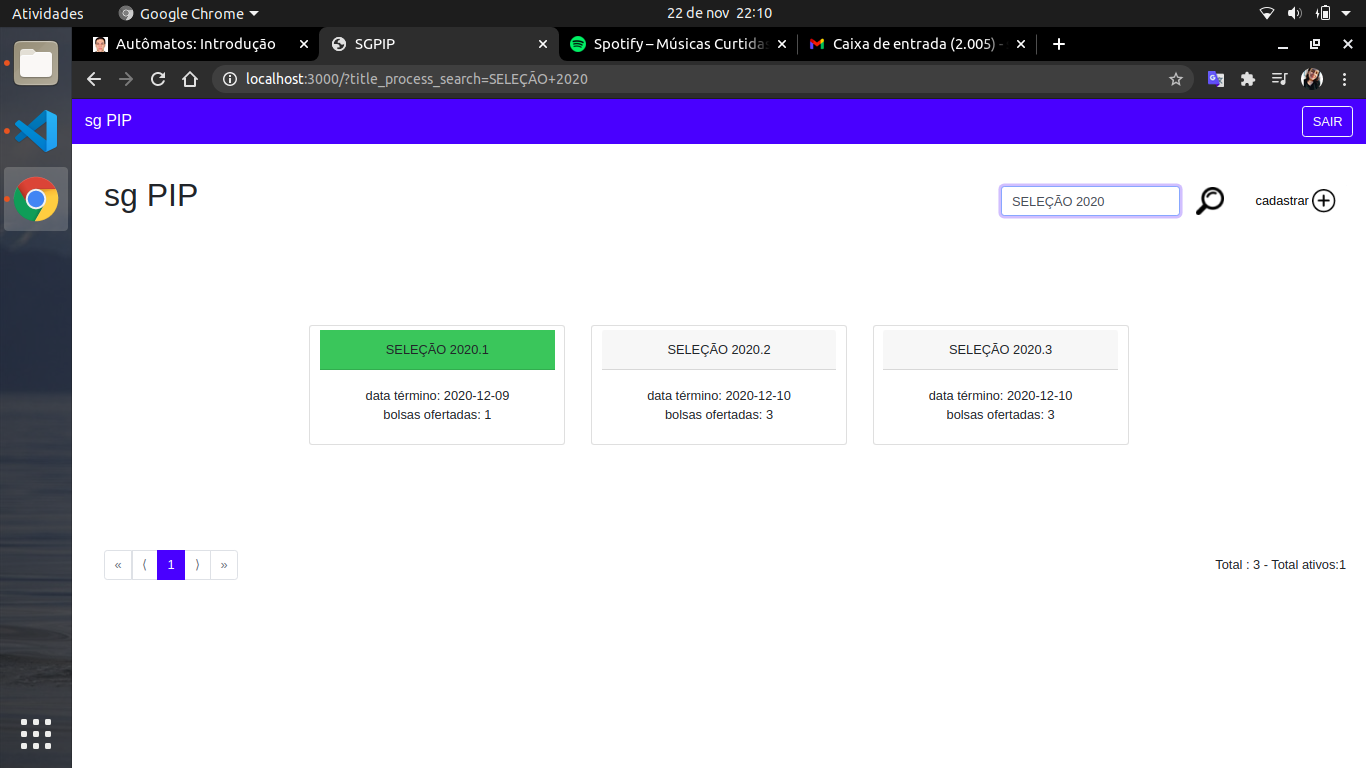 Atividades
Google Chrome
22 de nov 22:10
Autômatos: Introdução
SGPIP
Spotify – Músicas Curtidas
Caixa de entrada (2.005) -
localhost:3000/?title_process_search=SELEÇÃO+2020
sg PIP
SAIR
sg PIP
SELEÇÃO 2020
cadastrar
SELEÇÃO 2020.1
data término: 2020-12-09
bolsas ofertadas: 1
SELEÇÃO 2020.2
data término: 2020-12-10
bolsas ofertadas: 3
SELEÇÃO 2020.3
data término: 2020-12-10
bolsas ofertadas: 3
« ⟨ 1 ⟩ »
Total : 3 - Total ativos:1